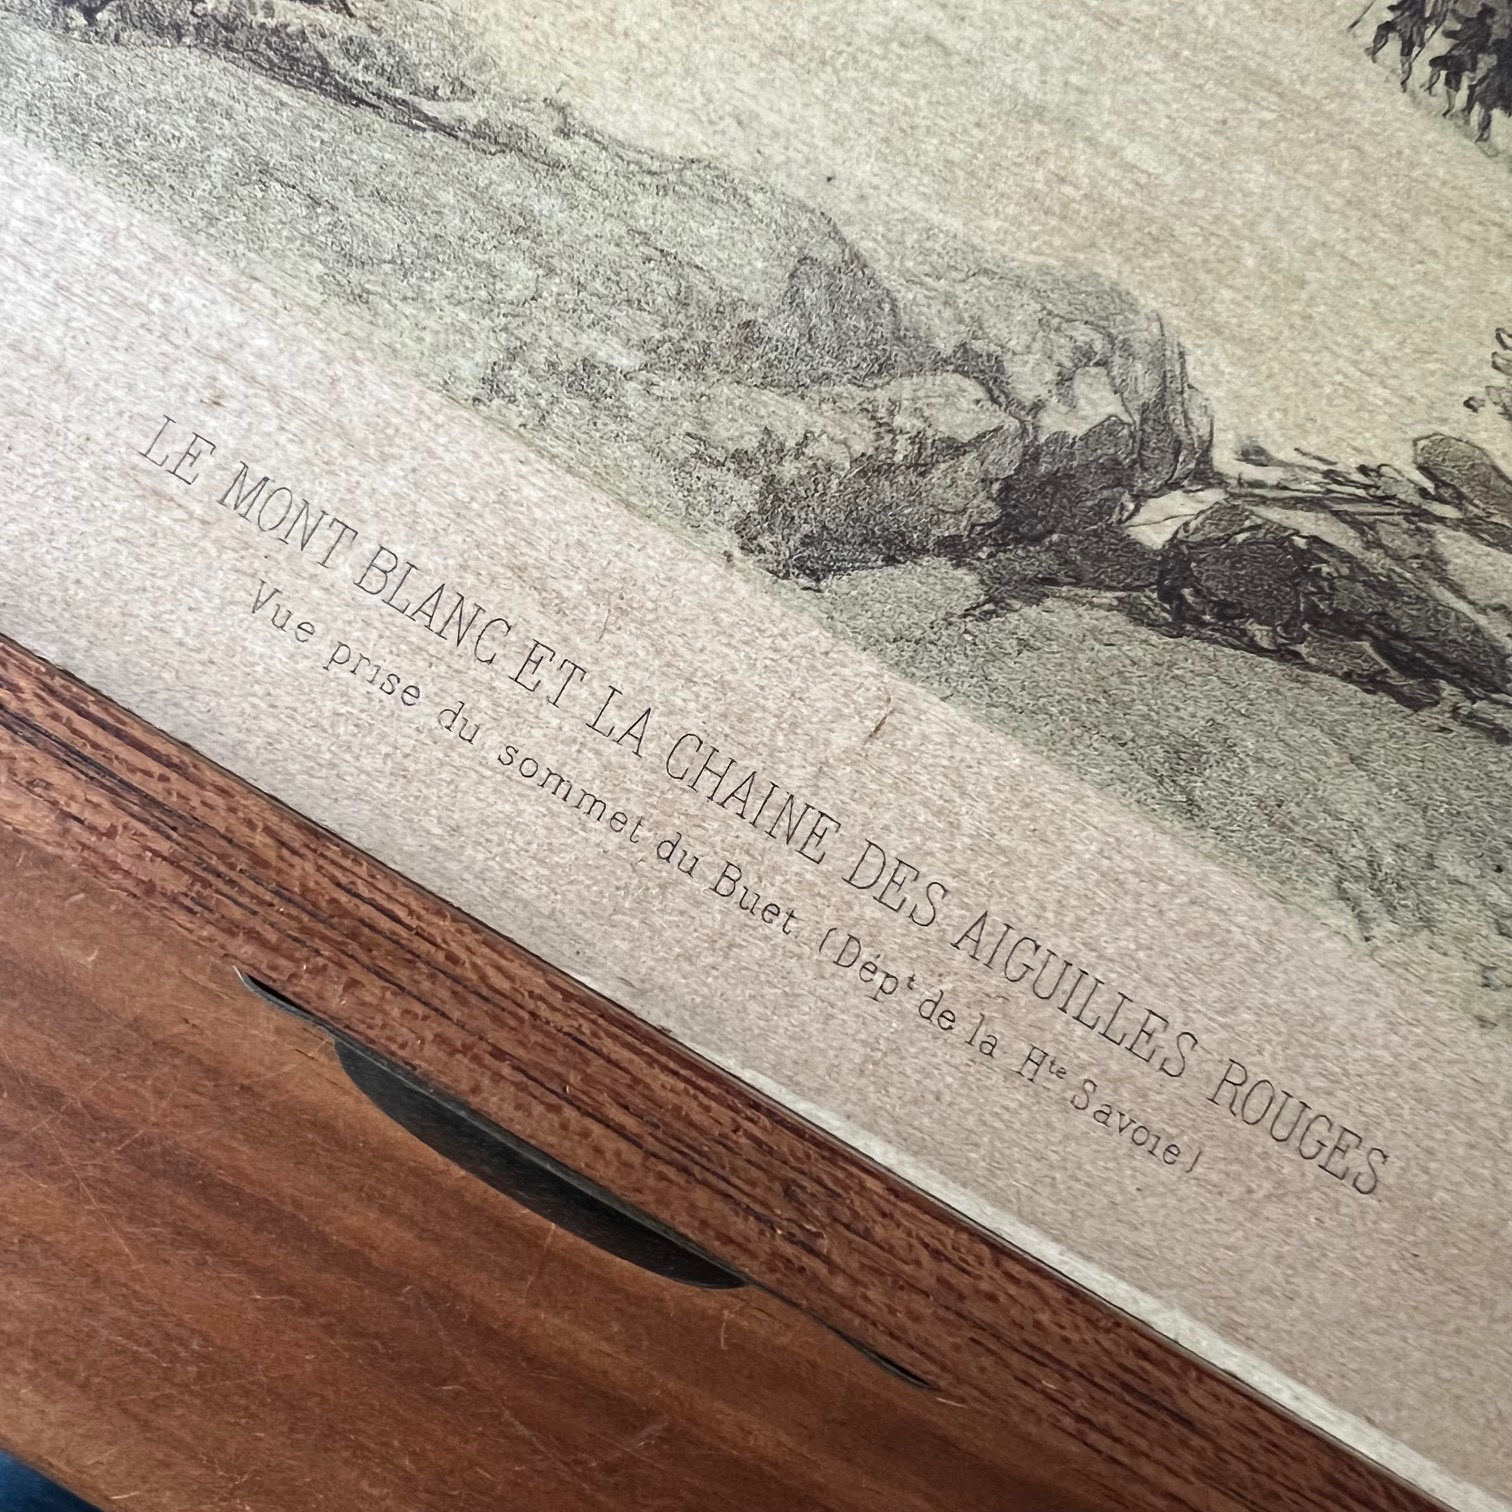 LE MONT BLANC ET LA CHAINE DES AIGUILLES ROUGES
Vue prise du sommet du Buet. (Dépᵗ de la Hᵗᵉ Savoie)